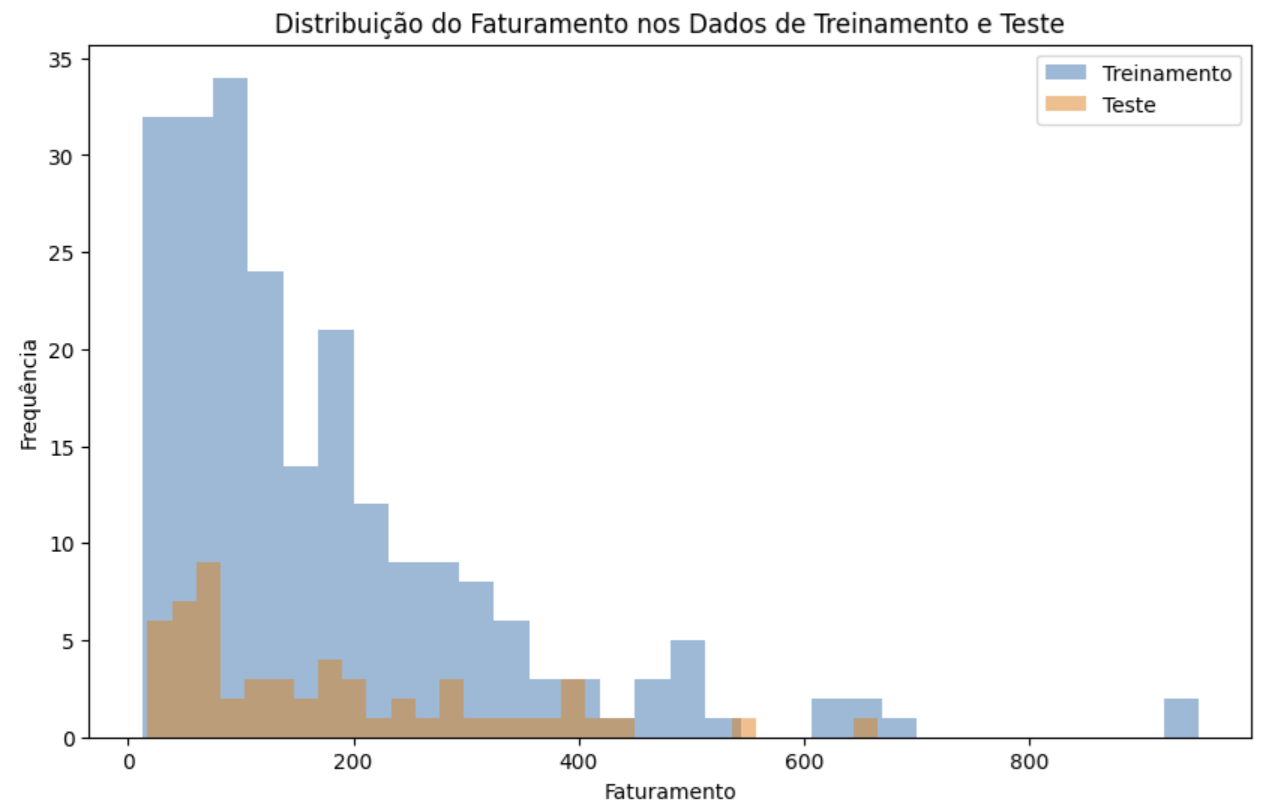 Distribuição do Faturamento nos Dados de Treinamento e Teste
Treinamento
Teste
35
30
25
20
15
10
5
0
Frequência
0 200 400 600 800
Faturamento